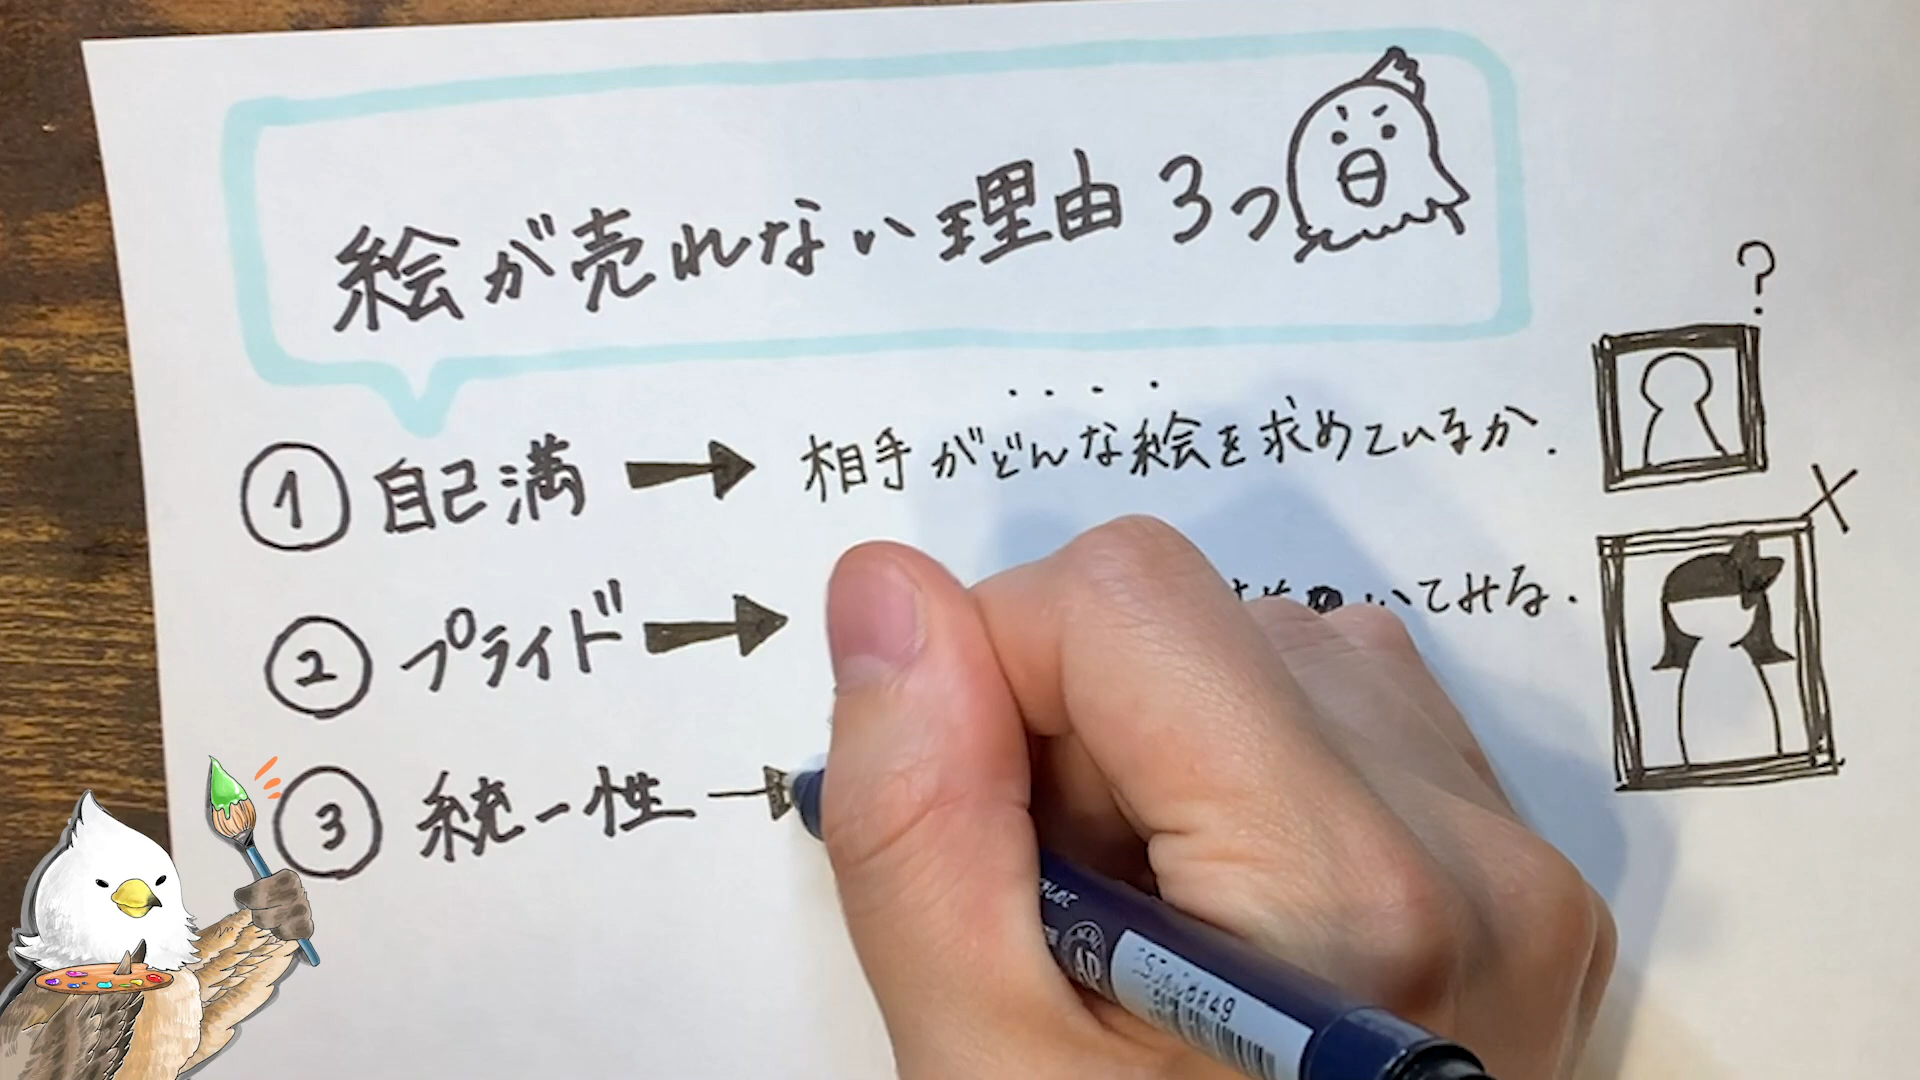 絵が売れない理由3つ
① 自己満 → 相手がどんな絵を求めているか.
?
② プライド → いてみる.
×
③ 統一性 →
AP